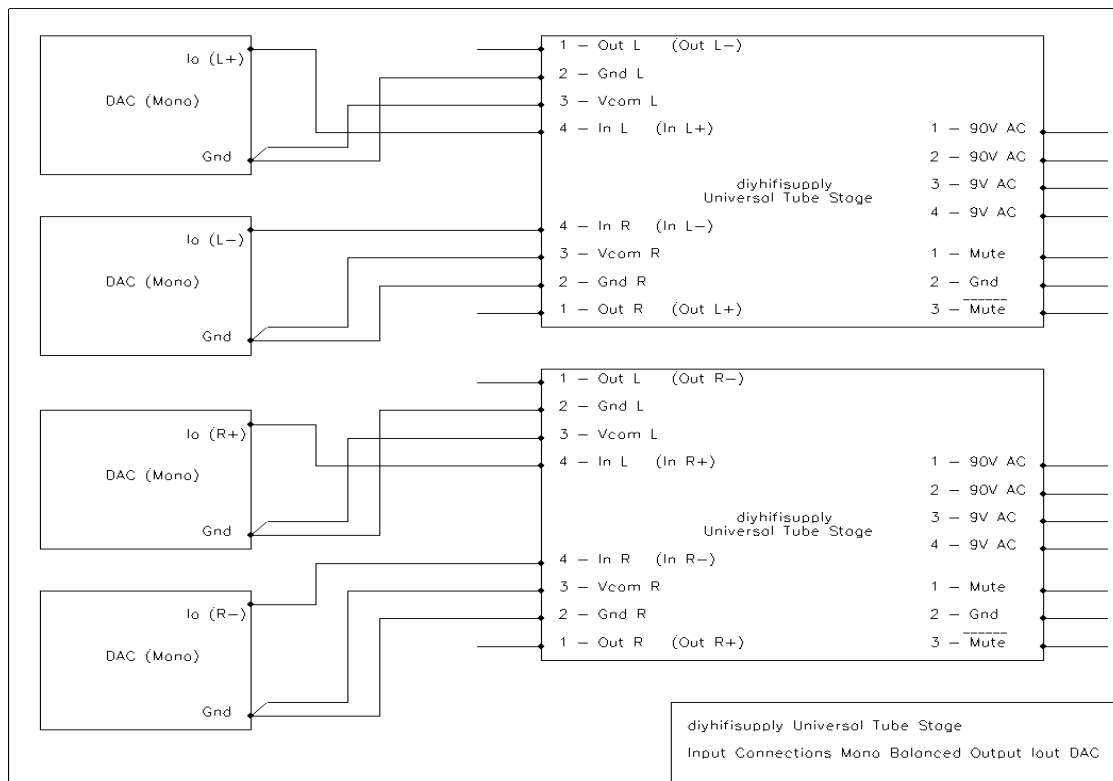 Io (L+)
DAC (Mono)
Gnd
Io (L-)
DAC (Mono)
Gnd
Io (R+)
DAC (Mono)
Gnd
Io (R-)
DAC (Mono)
Gnd
1 - Out L (Out L-)
2 - Gnd L
3 - Vcom L
4 - In L (In L+)
1 - 90V AC
2 - 90V AC
3 - 9V AC
4 - 9V AC
diyhifisupply
Universal Tube Stage
4 - In R (In L-)
3 - Vcom R
2 - Gnd R
1 - Out R (Out L+)
1 - Mute
2 - Gnd
3 - Mute
1 - Out L (Out R-)
2 - Gnd L
3 - Vcom L
4 - In L (In R+)
1 - 90V AC
2 - 90V AC
3 - 9V AC
4 - 9V AC
diyhifisupply
Universal Tube Stage
4 - In R (In R-)
3 - Vcom R
2 - Gnd R
1 - Out R (Out R+)
1 - Mute
2 - Gnd
3 - Mute
diyhifisupply Universal Tube Stage
Input Connections Mono Balanced Output Iout DAC